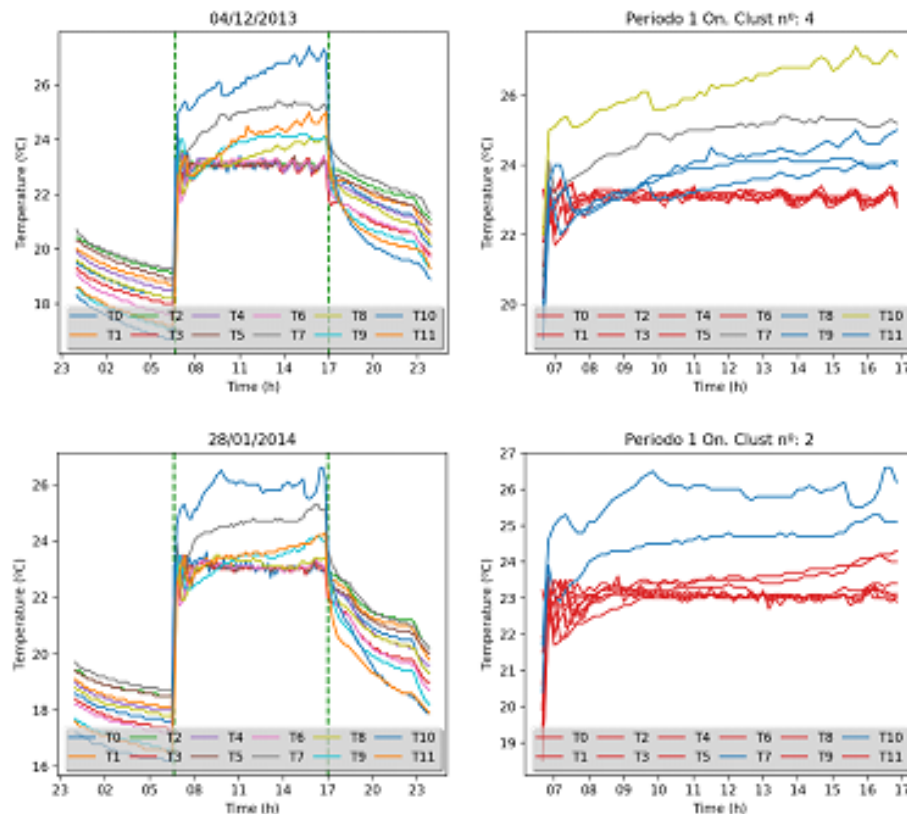 04/12/2013
Temperature (ºC)
26
24
22
20
18
T0 T2 T4 T6 T8 T10
T1 T3 T5 T7 T9 T11
23 02 05 08 11 14 17 20 23
Time (h)
Periodo 1 On. Clust nº: 4
Temperature (ºC)
26
24
22
20
T0 T2 T4 T6 T8 T10
T1 T3 T5 T7 T9 T11
07 08 09 10 11 12 13 14 15 16 17
Time (h)
28/01/2014
Temperature (ºC)
26
24
22
20
18
16
T0 T2 T4 T6 T8 T10
T1 T3 T5 T7 T9 T11
23 02 05 08 11 14 17 20 23
Time (h)
Periodo 1 On. Clust nº: 2
Temperature (ºC)
27
26
25
24
23
22
21
20
19
T0 T2 T4 T6 T8 T10
T1 T3 T5 T7 T9 T11
07 08 09 10 11 12 13 14 15 16 17
Time (h)